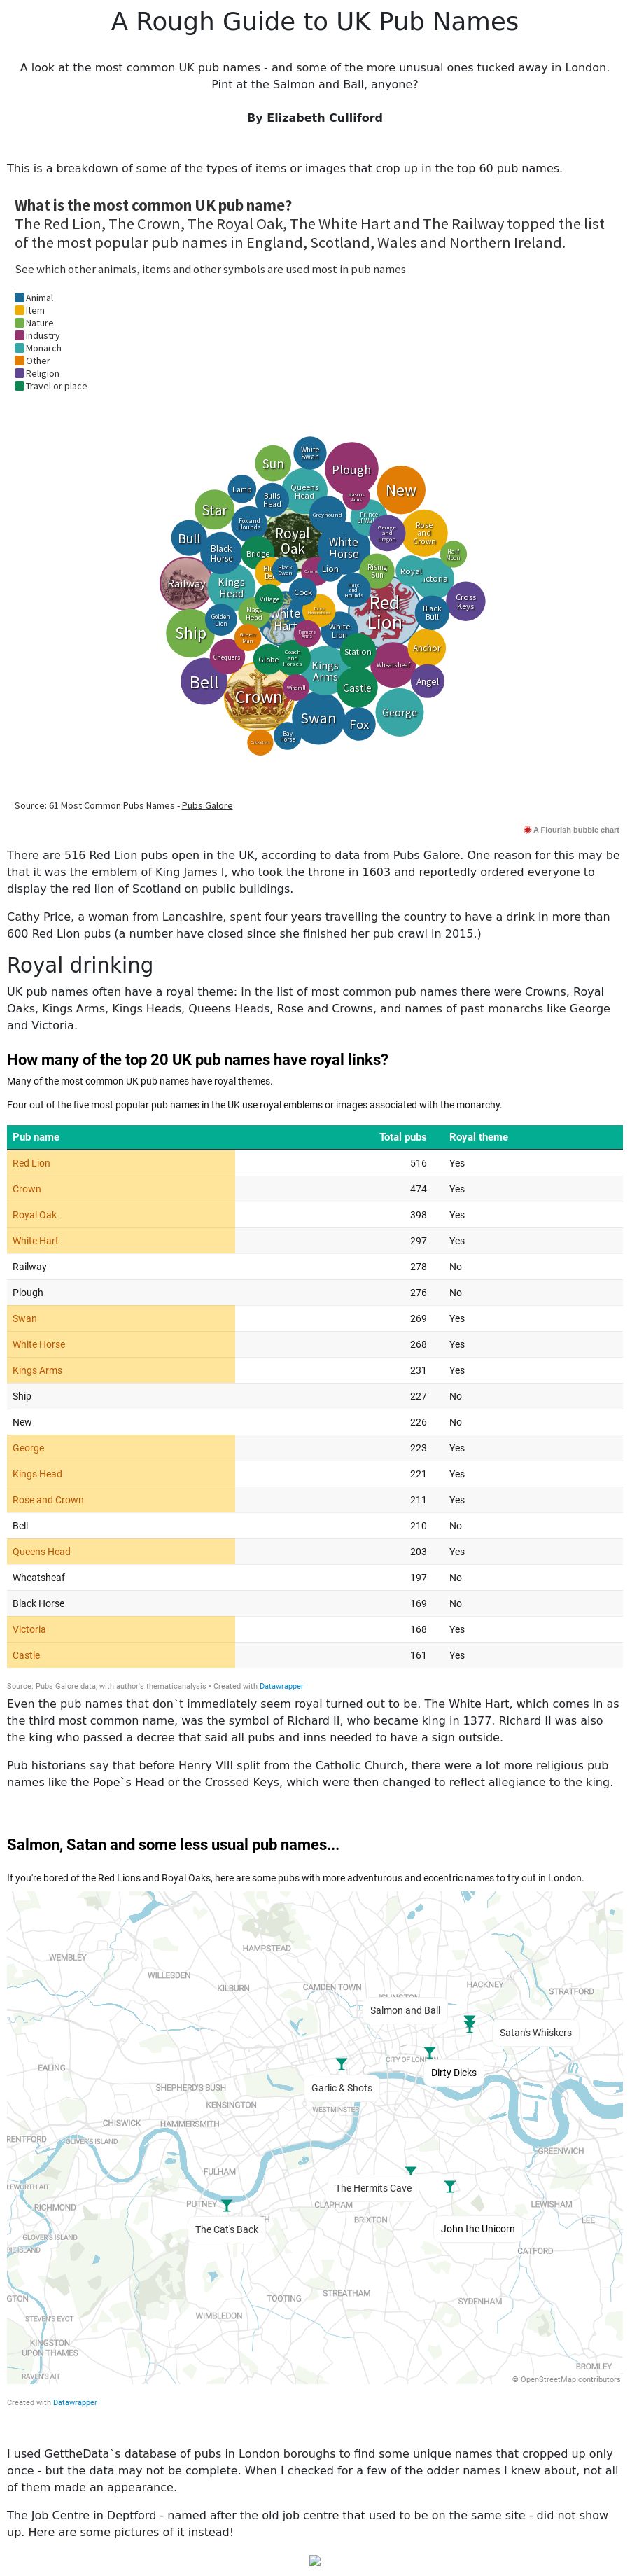 A Rough Guide to UK Pub Names
A look at the most common UK pub names - and some of the more unusual ones tucked away in London.
Pint at the Salmon and Ball, anyone?
By Elizabeth Culliford
This is a breakdown of some of the types of items or images that crop up in the top 60 pub names.
What is the most common UK pub name?
The Red Lion, The Crown, The Royal Oak, The White Hart and The Railway topped the list
of the most popular pub names in England, Scotland, Wales and Northern Ireland.
See which other animals, items and other symbols are used most in pub names
Animal
Item
Nature
Industry
Monarch
Other
Religion
Travel or place
White
Swan
Sun
Plough
Lamb
Queens
Head
New
Bulls
Head
Masons
Arms
Star
Greyhound
Prince
Fox and
Hounds
Rose
and
Crown
George
and
Dragon
Bull
Royal
Oak
White
Horse
Black
Horse
Bridge
Half
Moon
Black
Swan
Lion
Rising
Sun
Royal
Railway
Kings
Head
Cock
Hare
and
Hounds
Cross
Keys
Village
Red
Lion
Nags
Head
Black
Bull
Golden
Lion
White
Hart
White
Lion
Ship
Green
Man
Farmers
Arms
Anchor
Station
Chequers
Globe
Coach
and
Horses
Kings
Arms
Wheatsheaf
Bell
Angel
Crown
Windmill
Castle
Swan
Fox
George
Bay
Horse
Source: 61 Most Common Pubs Names - Pubs Galore
A Flourish bubble chart
There are 516 Red Lion pubs open in the UK, according to data from Pubs Galore. One reason for this may be
that it was the emblem of King James I, who took the throne in 1603 and reportedly ordered everyone to
display the red lion of Scotland on public buildings.
Cathy Price, a woman from Lancashire, spent four years travelling the country to have a drink in more than
600 Red Lion pubs (a number have closed since she finished her pub crawl in 2015.)
Royal drinking
UK pub names often have a royal theme: in the list of most common pub names there were Crowns, Royal
Oaks, Kings Arms, Kings Heads, Queens Heads, Rose and Crowns, and names of past monarchs like George
and Victoria.
How many of the top 20 UK pub names have royal links?
Many of the most common UK pub names have royal themes.
Four out of the five most popular pub names in the UK use royal emblems or images associated with the monarchy.
Pub name Total pubs Royal theme
Red Lion 516 Yes
Crown 474 Yes
Royal Oak 398 Yes
White Hart 297 Yes
Railway 278 No
Plough 276 No
Swan 269 Yes
White Horse 268 Yes
Kings Arms 231 Yes
Ship 227 No
New 226 No
George 223 Yes
Kings Head 221 Yes
Rose and Crown 211 Yes
Bell 210 No
Queens Head 203 Yes
Wheatsheaf 197 No
Black Horse 169 No
Victoria 168 Yes
Castle 161 Yes
Source: Pubs Galore data, with author's thematicanalysis • Created with Datawrapper
Even the pub names that don`t immediately seem royal turned out to be. The White Hart, which comes in as
the third most common name, was the symbol of Richard II, who became king in 1377. Richard II was also
the king who passed a decree that said all pubs and inns needed to have a sign outside.
Pub historians say that before Henry VIII split from the Catholic Church, there were a lot more religious pub
names like the Pope`s Head or the Crossed Keys, which were then changed to reflect allegiance to the king.
Salmon, Satan and some less usual pub names...
If you're bored of the Red Lions and Royal Oaks, here are some pubs with more adventurous and eccentric names to try out in London.
HAMPSTEAD
WEMBLEY
WILLESDEN
HACKNEY
KILBURN
CAMDEN TOWN
STRATFORD
Salmon and Ball
Satan's Whiskers
CITY OF LONDON
EALING
Dirty Dicks
SHEPHERD'S BUSH
Garlic & Shots
KENSINGTON
WESTMINSTER
CHISWICK
HAMMERSMITH
OLIVER'S ISLAND
GREENWICH
FULHAM
The Hermits Cave
PUTNEY
CLAPHAM
LEWISHAM
RICHMOND
BRIXTON
LEE
The Cat's Back
John the Unicorn
GLOVER'S ISLAND
CATFORD
STREATHAM
TOOTING
SYDENHAM
WIMBLEDON
STEVEN'S EYOT
KINGSTON
UPON THAMES
BROMLEY
RAVEN'S AIT
© OpenStreetMap contributors
Created with Datawrapper
I used GettheData`s database of pubs in London boroughs to find some unique names that cropped up only
once - but the data may not be complete. When I checked for a few of the odder names I knew about, not all
of them made an appearance.
The Job Centre in Deptford - named after the old job centre that used to be on the same site - did not show
up. Here are some pictures of it instead!